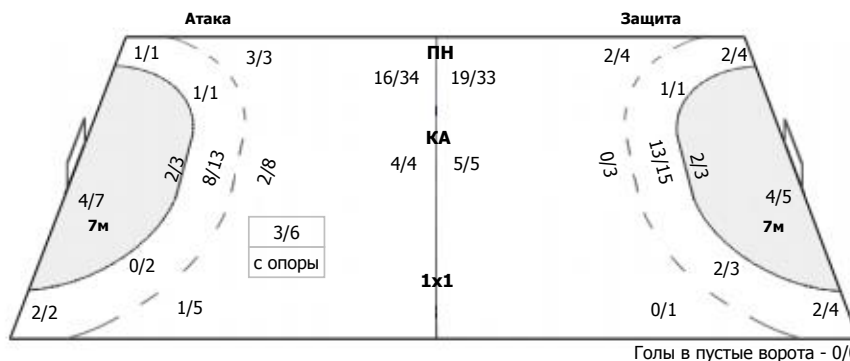 Атака Защита
1/1 3/3 ПН 2/4 2/4
16/34 19/33
1/1 1/1
КА
2/3 8/13 2/8 4/4 5/5 0/3 13/15 2/3
4/7 4/5
7м 7м
3/6
с опоры
0/2 2/3
1х1
2/2 1/5 0/1 2/4
Голы в пустые ворота - 0/